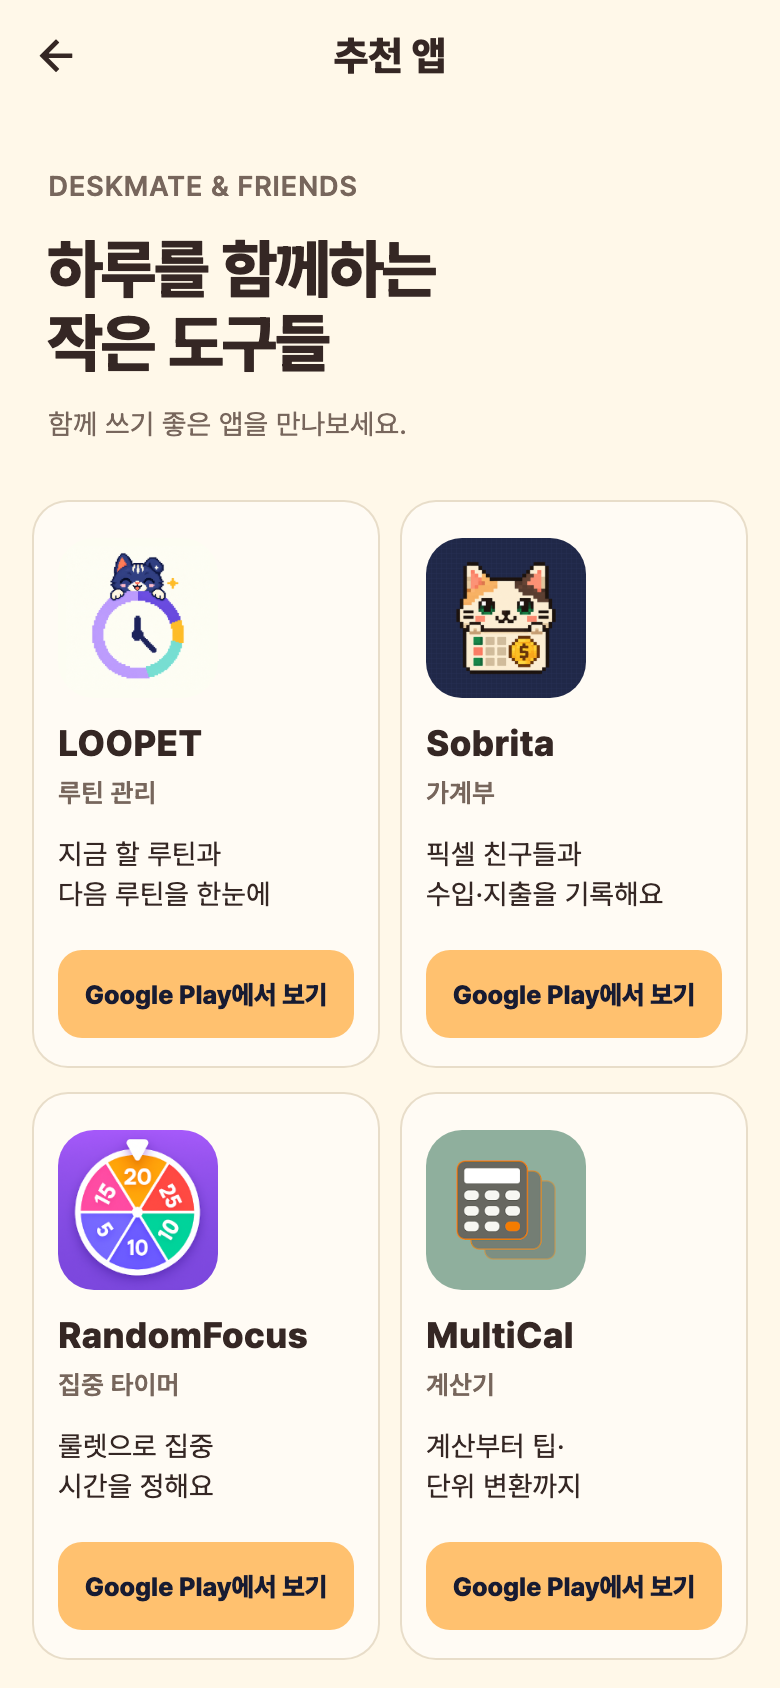 추천 앱
DESKMATE & FRIENDS
하루를 함께하는
작은 도구들
함께 쓰기 좋은 앱을 만나보세요.
LOOPET
루틴 관리
지금 할 루틴과
다음 루틴을 한눈에
Google Play에서 보기
$
Sobrita
가계부
픽셀 친구들과
수입·지출을 기록해요
Google Play에서 보기
20
25
10
10
5
15
RandomFocus
집중 타이머
룰렛으로 집중
시간을 정해요
Google Play에서 보기
MultiCal
계산기
계산부터 팁·
단위 변환까지
Google Play에서 보기